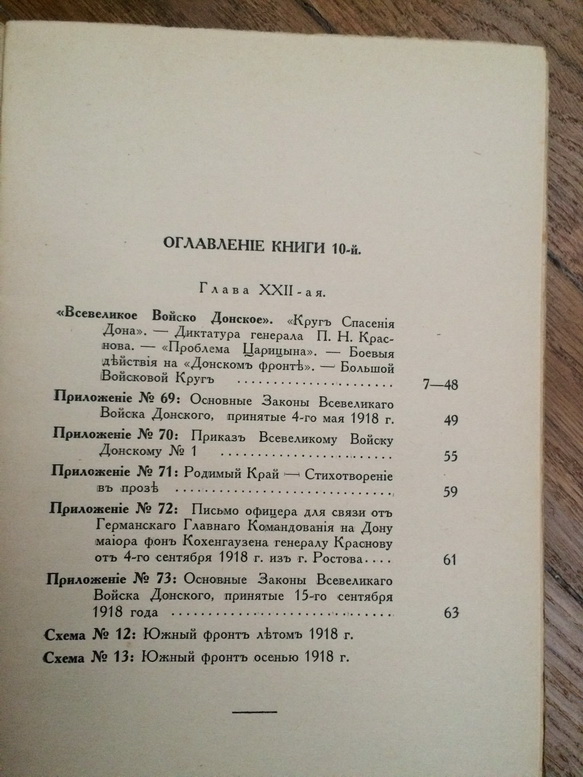 ОГЛАВЛЕНІЕ КНИГИ 10-й.
Глава XXII-ая.
«Всевеликое Войско Донское». «Кругъ Спасенія
Дона». — Диктатура генерала П. Н. Крас-
нова. — «Проблема Царицына». — Боевыя
дѣйствія на «Донскомъ фронтѣ». — Большой
Войсковой Кругъ .................... 7—48
Приложеніе № 69: Основные Законы Всевеликаго
Войска Донского, принятые 4-го мая 1918 г. 49
Приложеніе № 70: Приказъ Всевеликому Войску
Донскому № 1 .................... 55
Приложеніе № 71: Родимый Край — Стихотвореніе
въ прозѣ .................... 59
Приложеніе № 72: Письмо офицера для связи отъ
Германскаго Главнаго Командованія на Дону
маіора фонъ Кохенгаузена генералу Краснову
отъ 4-го сентября 1918 г. изъ г. Ростова.... 61
Приложеніе № 73: Основные Законы Всевеликаго
Войска Донского, принятые 15-го сентября
1918 года .................... 63
Схема № 12: Южный фронтъ лѣтомъ 1918 г.
Схема № 13: Южный фронтъ осенью 1918 г.